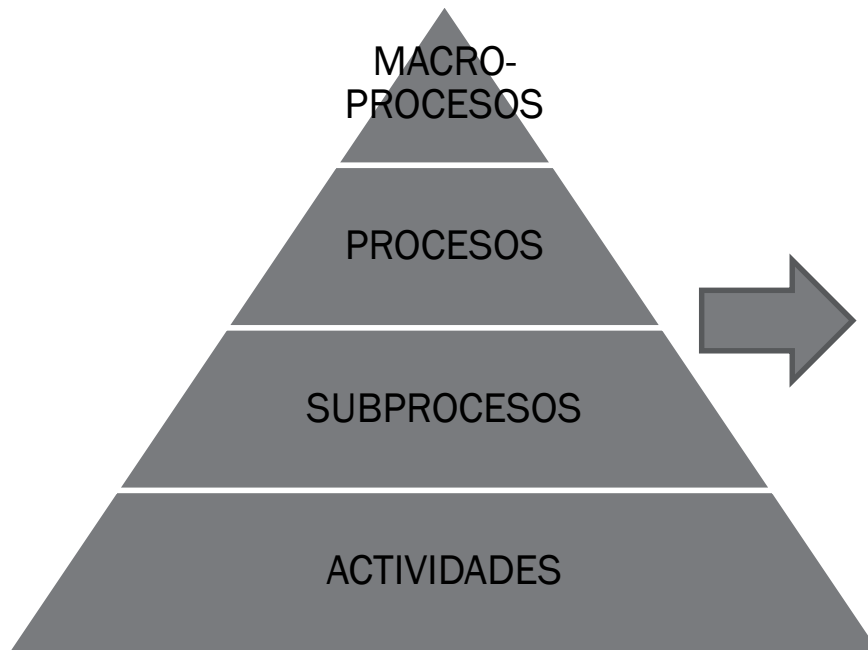 MACRO-
PROCESOS
PROCESOS
SUBPROCESOS
ACTIVIDADES